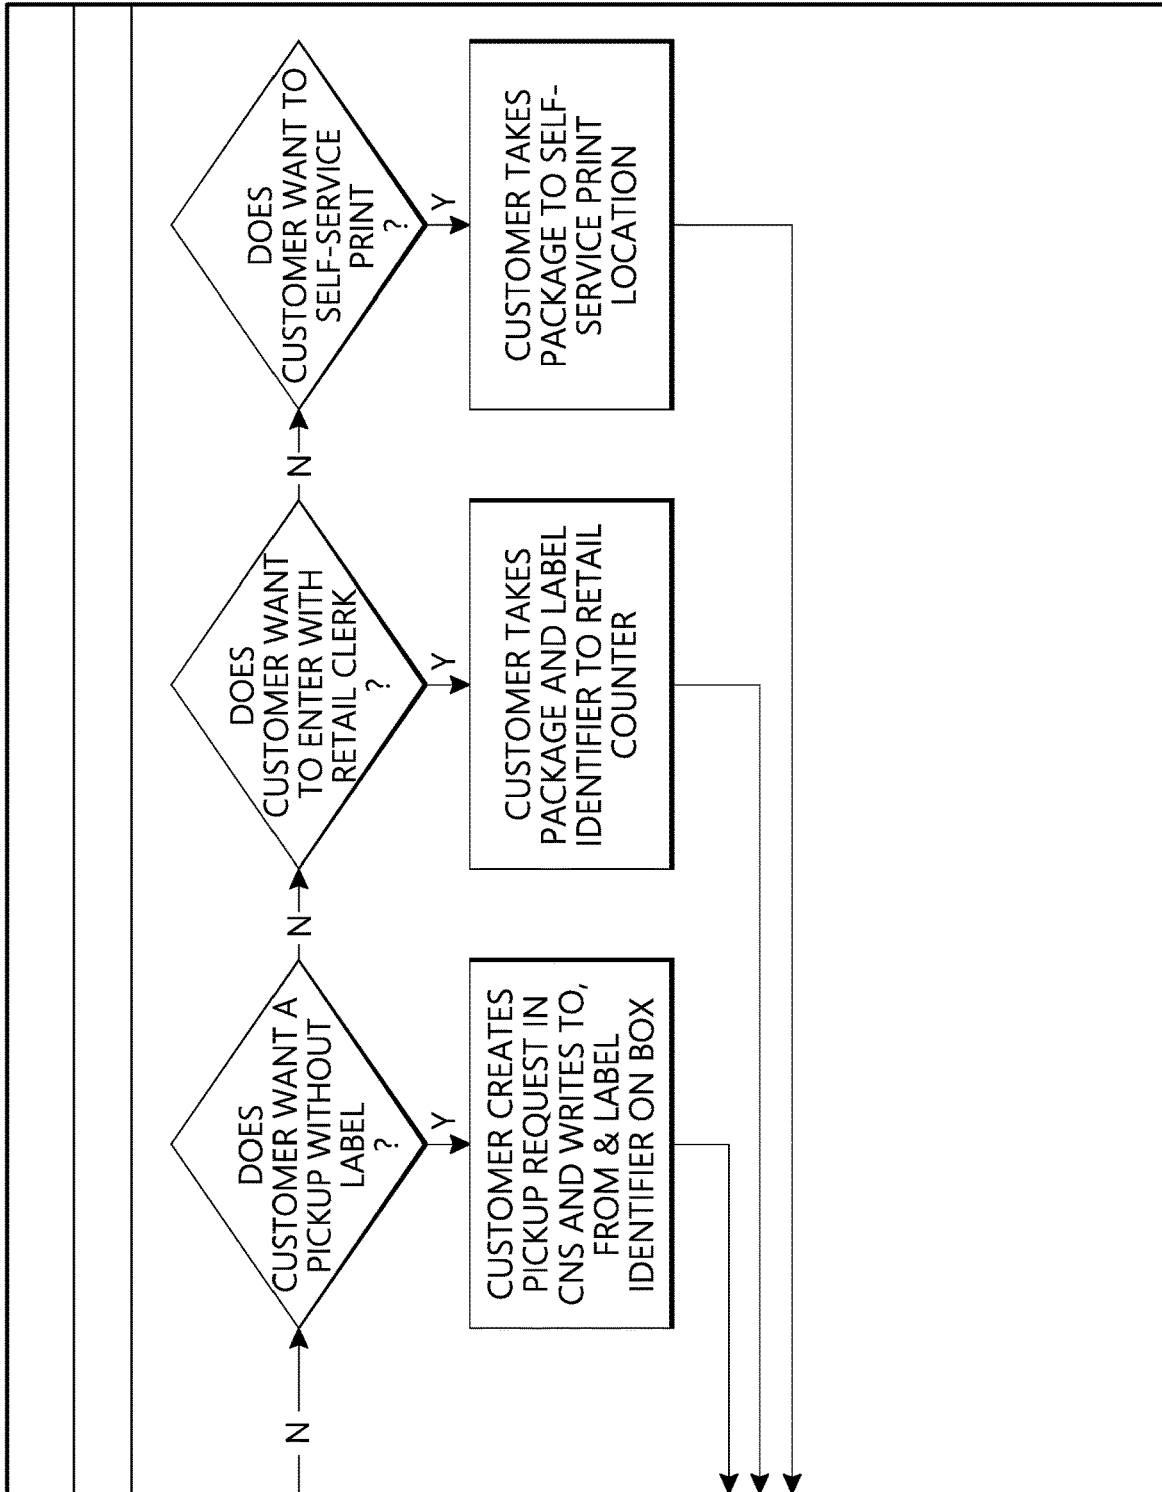 N
DOES
CUSTOMER WANT A
PICKUP WITHOUT
LABEL
?
N
DOES
CUSTOMER WANT
TO ENTER WITH
RETAIL CLERK
?
N
DOES
CUSTOMER WANT TO
SELF-SERVICE
PRINT
?
Y
Y
Y
CUSTOMER CREATES
PICKUP REQUEST IN
CNS AND WRITES TO,
FROM & LABEL
IDENTIFIER ON BOX
CUSTOMER TAKES
PACKAGE AND LABEL
IDENTIFIER TO RETAIL
COUNTER
CUSTOMER TAKES
PACKAGE TO SELF-
SERVICE PRINT
LOCATION